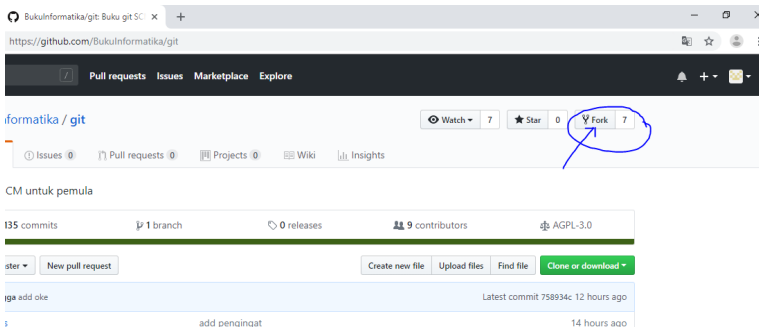 BukuInformatika/git: Buku git SC
https://github.com/BukuInformatika/git
/ Pull requests Issues Marketplace Explore
nformatika / git
Watch 7 Star 0 Fork 7
Issues 0 Pull requests 0 Projects 0 Wiki Insights
CM untuk pemula
135 commits 1 branch 0 releases 9 contributors AGPL-3.0
ster New pull request Create new file Upload files Find file Clone or download
gga add oke Latest commit 758934c 12 hours ago
s add pengingat 14 hours ago